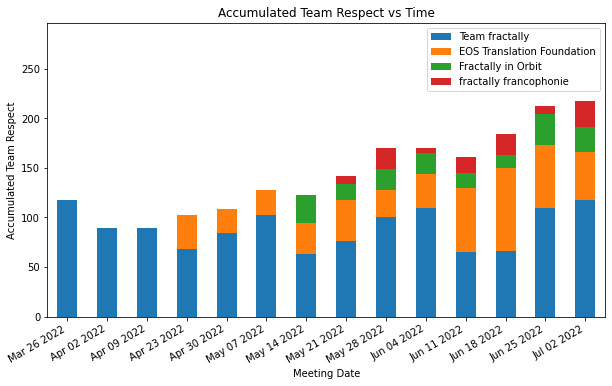 Accumulated Team Respect vs Time
Team fractally
EOS Translation Foundation
Fractally in Orbit
fractally francophonie
Accumulated Team Respect
250
200
150
100
50
0
Mar 26 2022
Apr 02 2022
Apr 09 2022
Apr 23 2022
Apr 30 2022
May 07 2022
May 14 2022
May 21 2022
May 28 2022
Jun 04 2022
Jun 11 2022
Jun 18 2022
Jun 25 2022
Jul 02 2022
Meeting Date